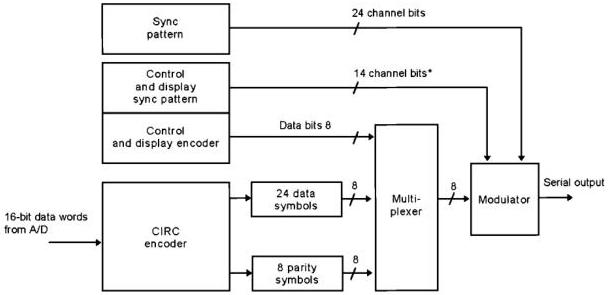 24 channel bits
Sync
pattern
Control
and display
sync pattern
14 channel bits*
Control
and display encoder
Data bits 8
16-bit data words
from A/D
CIRC
encoder
24 data
symbols
8
8 parity
symbols
8
Multi-
plexer
8
Modulator
Serial output